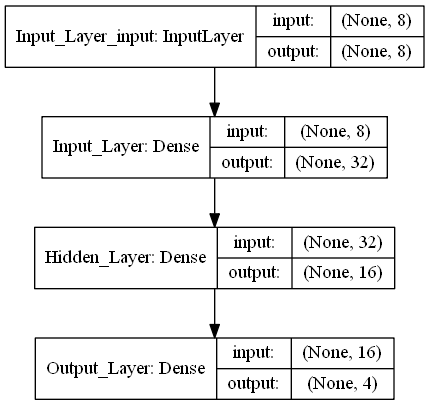 Input_Layer_input: InputLayer
input: (None, 8)
output: (None, 8)
Input_Layer: Dense
input: (None, 8)
output: (None, 32)
Hidden_Layer: Dense
input: (None, 32)
output: (None, 16)
Output_Layer: Dense
input: (None, 16)
output: (None, 4)